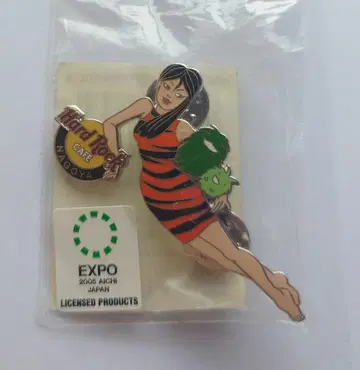 Hard Rock
CAFE
NAGOYA
EXPO
2005 AICHI
JAPAN
LICENSED PRODUCTS